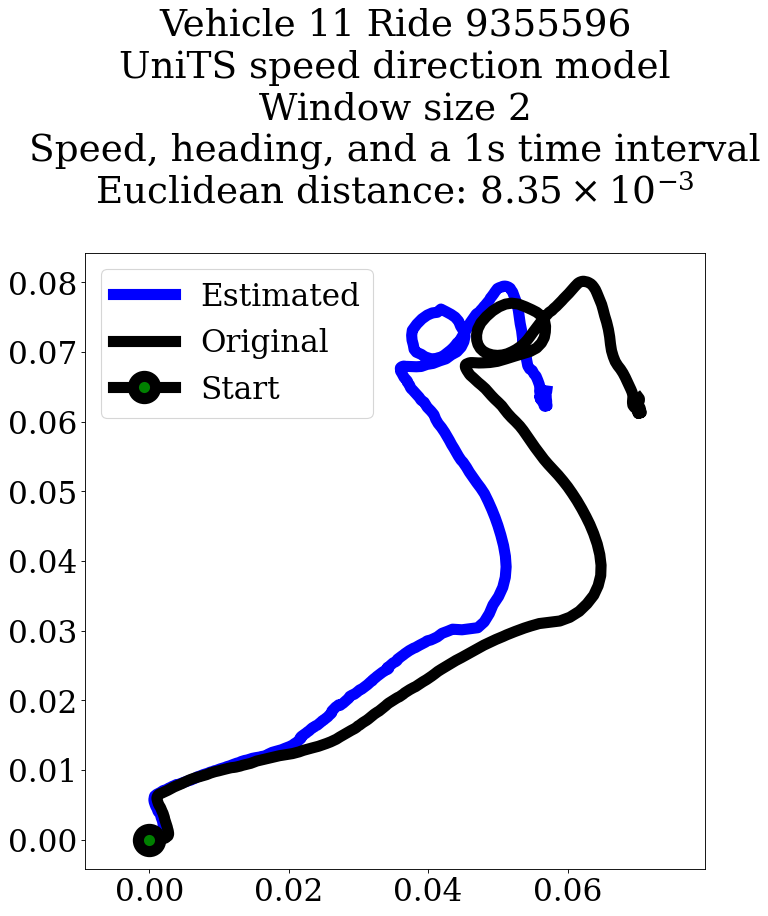 Vehicle 11 Ride 9355596
UniTS speed direction model
Window size 2
Speed, heading, and a 1s time interval
Euclidean distance: 8.35 × 10⁻³
Estimated
Original
Start
0.08
0.07
0.06
0.05
0.04
0.03
0.02
0.01
0.00
0.00 0.02 0.04 0.06